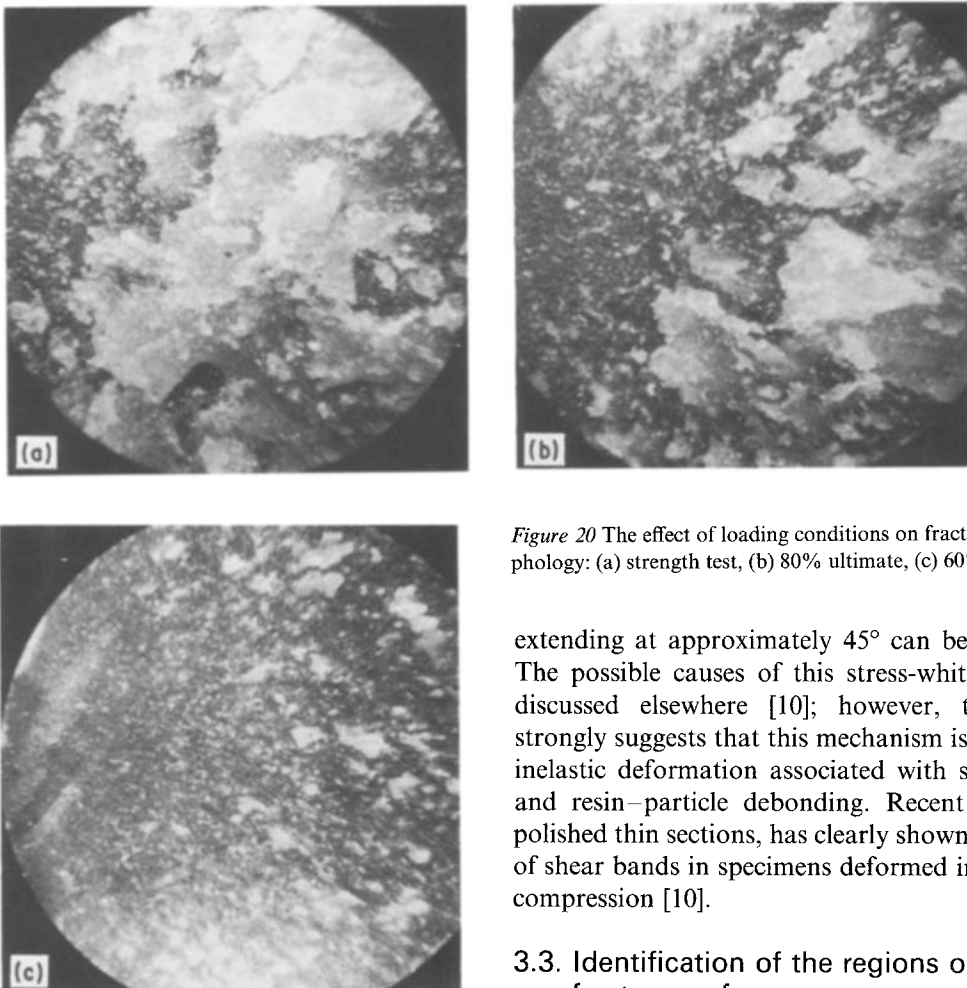 (a)
(b)
Figure 20 The effect of loading conditions on fract
phology: (a) strength test, (b) 80% ultimate, (c) 60
(c)
extending at approximately 45° can be
The possible causes of this stress-whit
discussed elsewhere [10]; however, t
strongly suggests that this mechanism is
inelastic deformation associated with s
and resin–particle debonding. Recent
polished thin sections, has clearly shown
of shear bands in specimens deformed in
compression [10].
3.3. Identification of the regions o